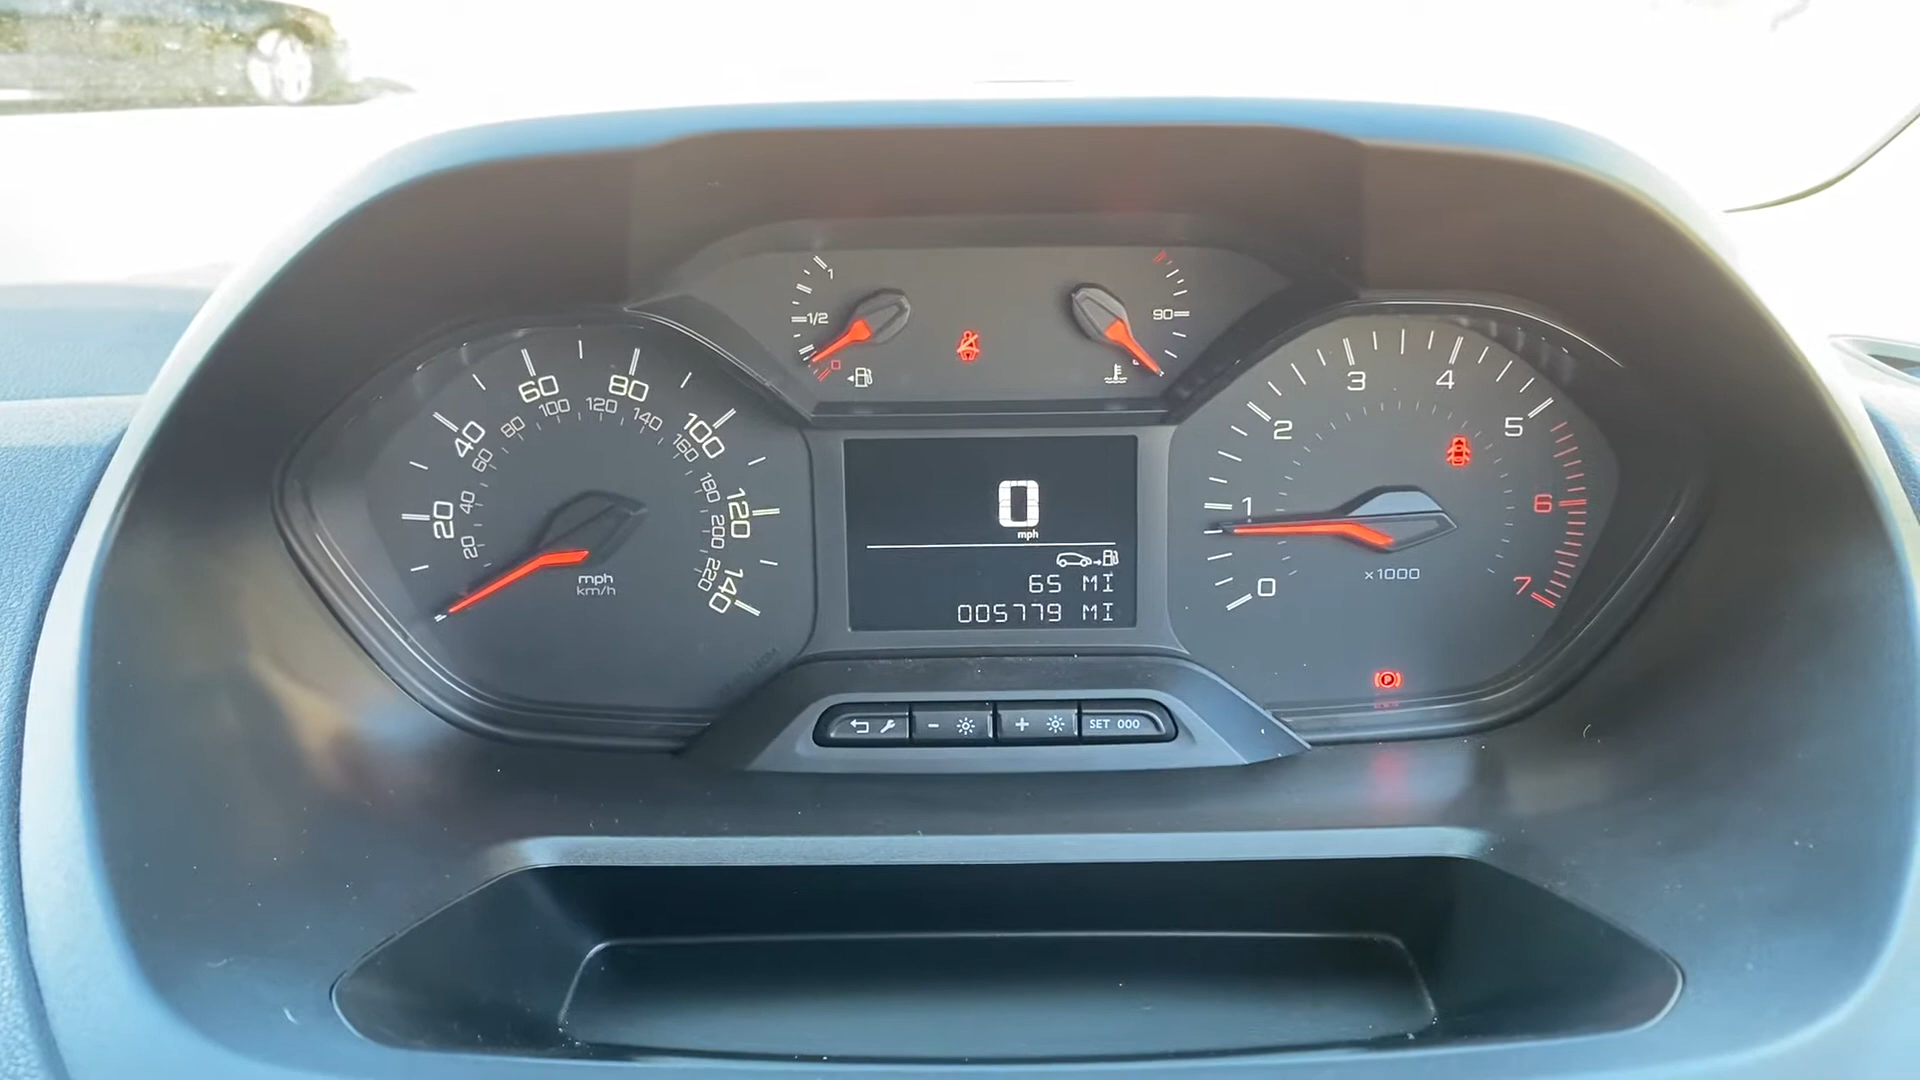 1
1/2
0
90
20 40 60 80 100 120 140
20 40 60 80 100 120 140 160 180 200 220
mph
km/h
0
mph
65 MI
005779 MI
0 1 2 3 4 5 6 7
x1000
P
- + SET 000